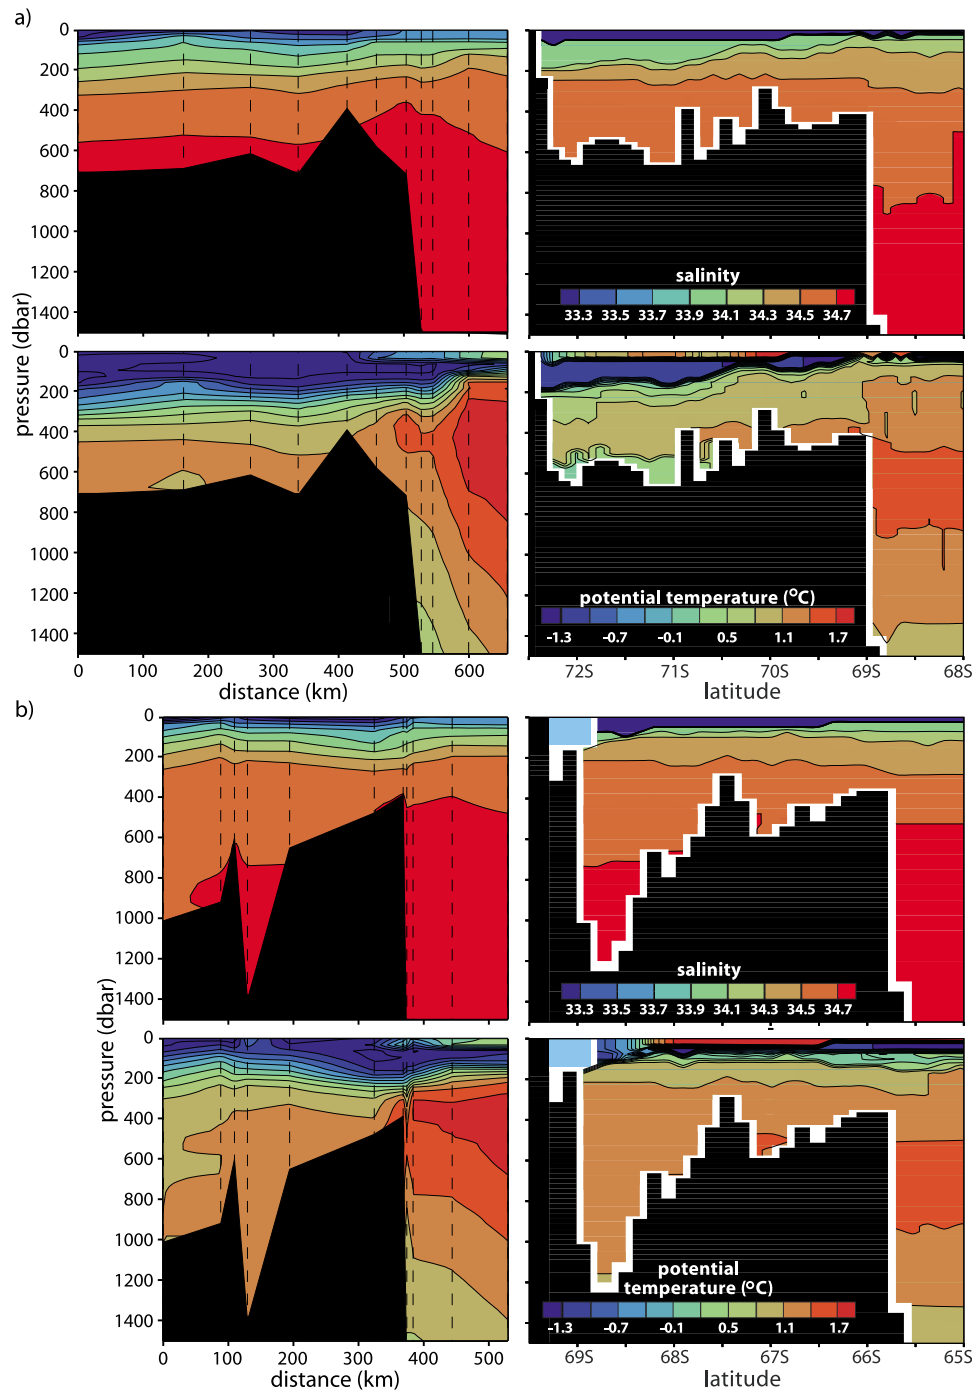 a)
0
200
400
600
800
1000
1200
1400
salinity
33.3 33.5 33.7 33.9 34.1 34.3 34.5 34.7
pressure (dbar)
0
200
400
600
800
1000
1200
1400
potential temperature (°C)
-1.3 -0.7 -0.1 0.5 1.1 1.7
0 100 200 300 400 500 600
distance (km)
72S 71S 70S 69S 68S
latitude
b)
0
200
400
600
800
1000
1200
1400
salinity
33.3 33.5 33.7 33.9 34.1 34.3 34.5 34.7
pressure (dbar)
0
200
400
600
800
1000
1200
1400
potential
temperature (°C)
-1.3 -0.7 -0.1 0.5 1.1 1.7
0 100 200 300 400 500
distance (km)
69S 68S 67S 66S 65S
latitude